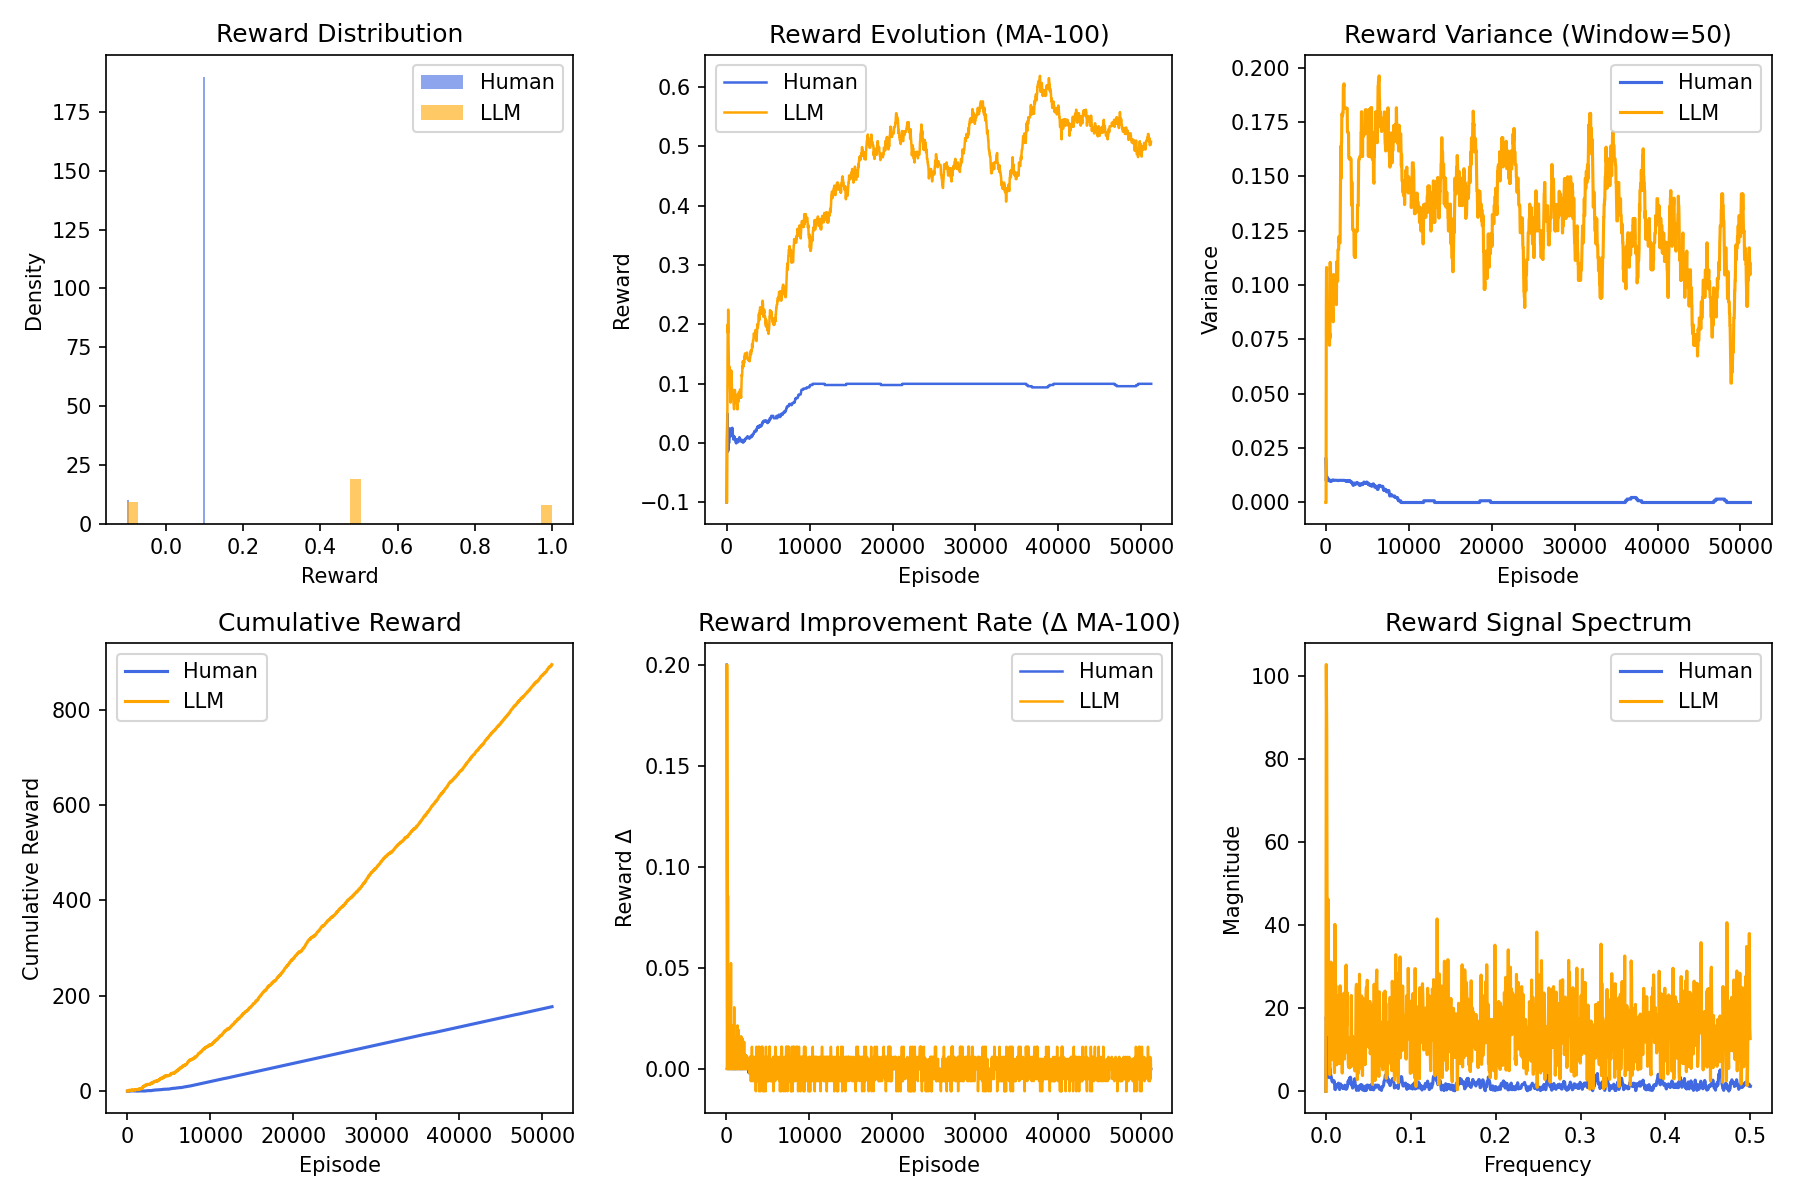 Reward Distribution
Human
LLM
175
150
125
100
75
50
25
0
Density
0.0 0.2 0.4 0.6 0.8 1.0
Reward
Reward Evolution (MA-100)
Human
LLM
0.6
0.5
0.4
0.3
0.2
0.1
0.0
−0.1
Reward
0 10000 20000 30000 40000 50000
Episode
Reward Variance (Window=50)
Human
LLM
0.200
0.175
0.150
0.125
0.100
0.075
0.050
0.025
0.000
Variance
0 10000 20000 30000 40000 50000
Episode
Cumulative Reward
Human
LLM
800
600
400
200
0
Cumulative Reward
0 10000 20000 30000 40000 50000
Episode
Reward Improvement Rate (Δ MA-100)
Human
LLM
0.20
0.15
0.10
0.05
0.00
Reward Δ
0 10000 20000 30000 40000 50000
Episode
Reward Signal Spectrum
Human
LLM
100
80
60
40
20
0
Magnitude
0.0 0.1 0.2 0.3 0.4 0.5
Frequency